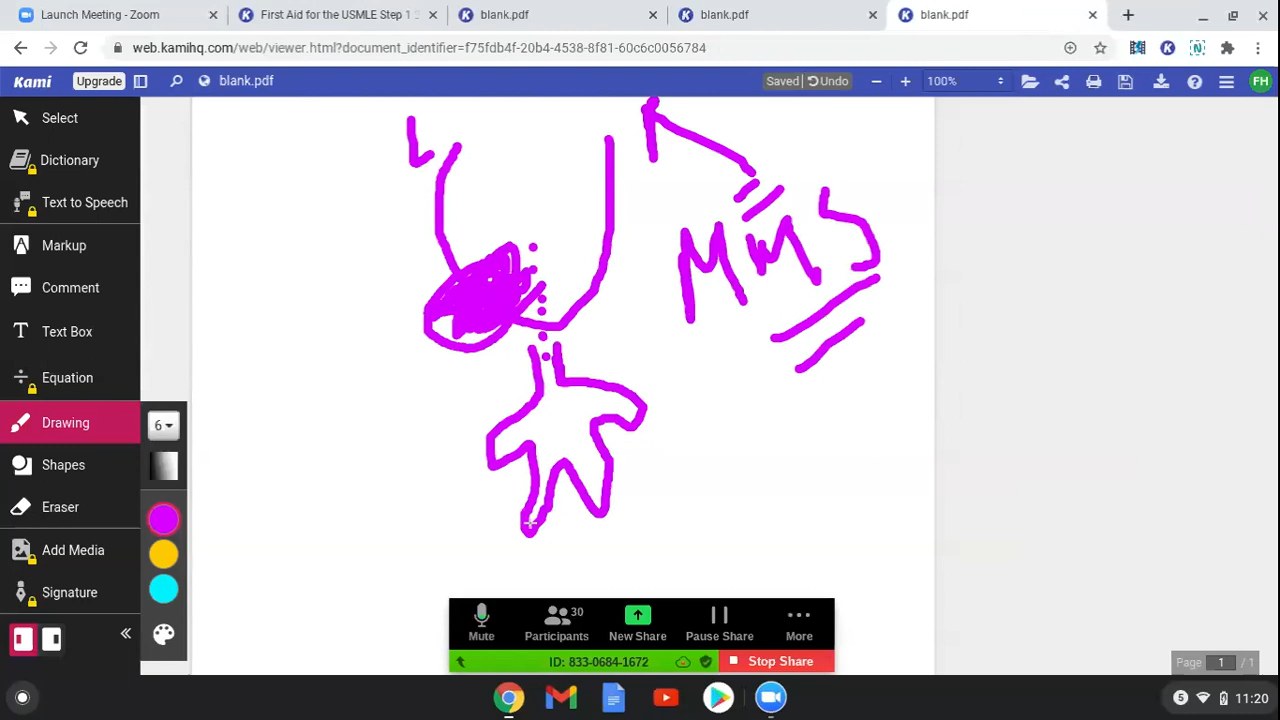 Launch Meeting - Zoom
First Aid for the USMLE Step 1 2
blank.pdf
blank.pdf
blank.pdf
web.kamihq.com/web/viewer.html?document_identifier=f75fdb4f-20b4-4538-8f81-60c6c0056784
Kami Upgrade blank.pdf Saved Undo 100% FH
Select
Dictionary
Text to Speech
Markup
Comment
Text Box
Equation
Drawing
6
Shapes
Eraser
Add Media
Signature
MMS
30
Mute Participants New Share Pause Share More
ID: 833-0684-1672 Stop Share
Page 1 / 1
5 11:20